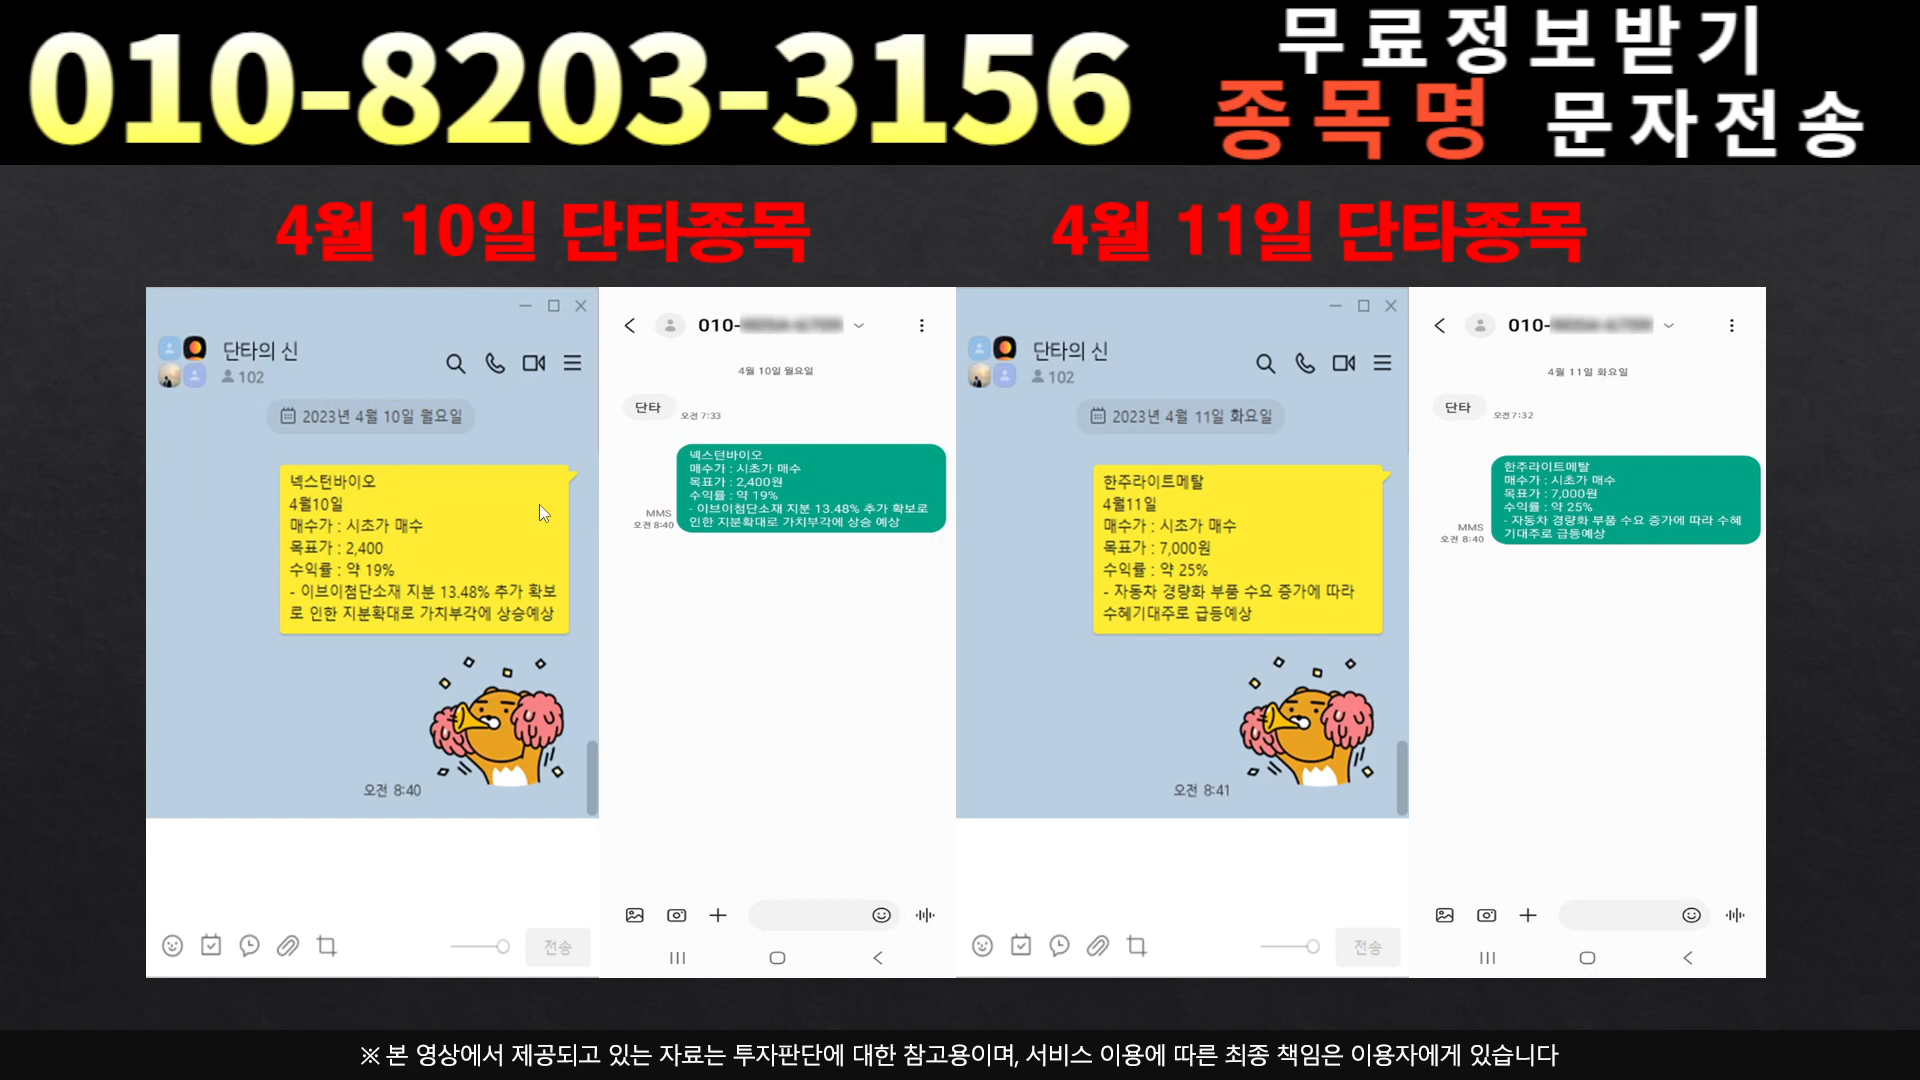 010-8203-3156
무료정보받기
종목명 문자전송
4월 10일 단타종목
4월 11일 단타종목
단타의 신
102
2023년 4월 10일 월요일
넥스턴바이오
4월10일
매수가 : 시초가 매수
목표가 : 2,400
수익률 : 약 19%
- 이브이첨단소재 지분 13.48% 추가 확보
로 인한 지분확대로 가치부각에 상승예상
오전 8:40
전송
010-
4월 10일 월요일
단타
오전 7:33
넥스턴바이오
매수가 : 시초가 매수
목표가 : 2,400원
수익률 : 약 19%
- 이브이첨단소재 지분 13.48% 추가 확보로
인한 지분확대로 가치부각에 상승 예상
MMS
오전 8:40
단타의 신
102
2023년 4월 11일 화요일
한주라이트메탈
4월11일
매수가 : 시초가 매수
목표가 : 7,000원
수익률 : 약 25%
- 자동차 경량화 부품 수요 증가에 따라
수혜기대주로 급등예상
오전 8:41
전송
010-
4월 11일 화요일
단타
오전 7:32
한주라이트메탈
매수가 : 시초가 매수
목표가 : 7,000원
수익률 : 약 25%
- 자동차 경량화 부품 수요 증가에 따라 수혜
기대주로 급등예상
MMS
오전 8:40
※ 본 영상에서 제공되고 있는 자료는 투자판단에 대한 참고용이며, 서비스 이용에 따른 최종 책임은 이용자에게 있습니다